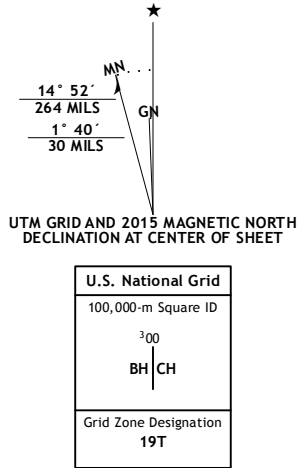 ★
MN
GN
14° 52´
264 MILS
1° 40´
30 MILS
UTM GRID AND 2015 MAGNETIC NORTH
DECLINATION AT CENTER OF SHEET
U.S. National Grid
100,000-m Square ID
³00
BH CH
Grid Zone Designation
19T